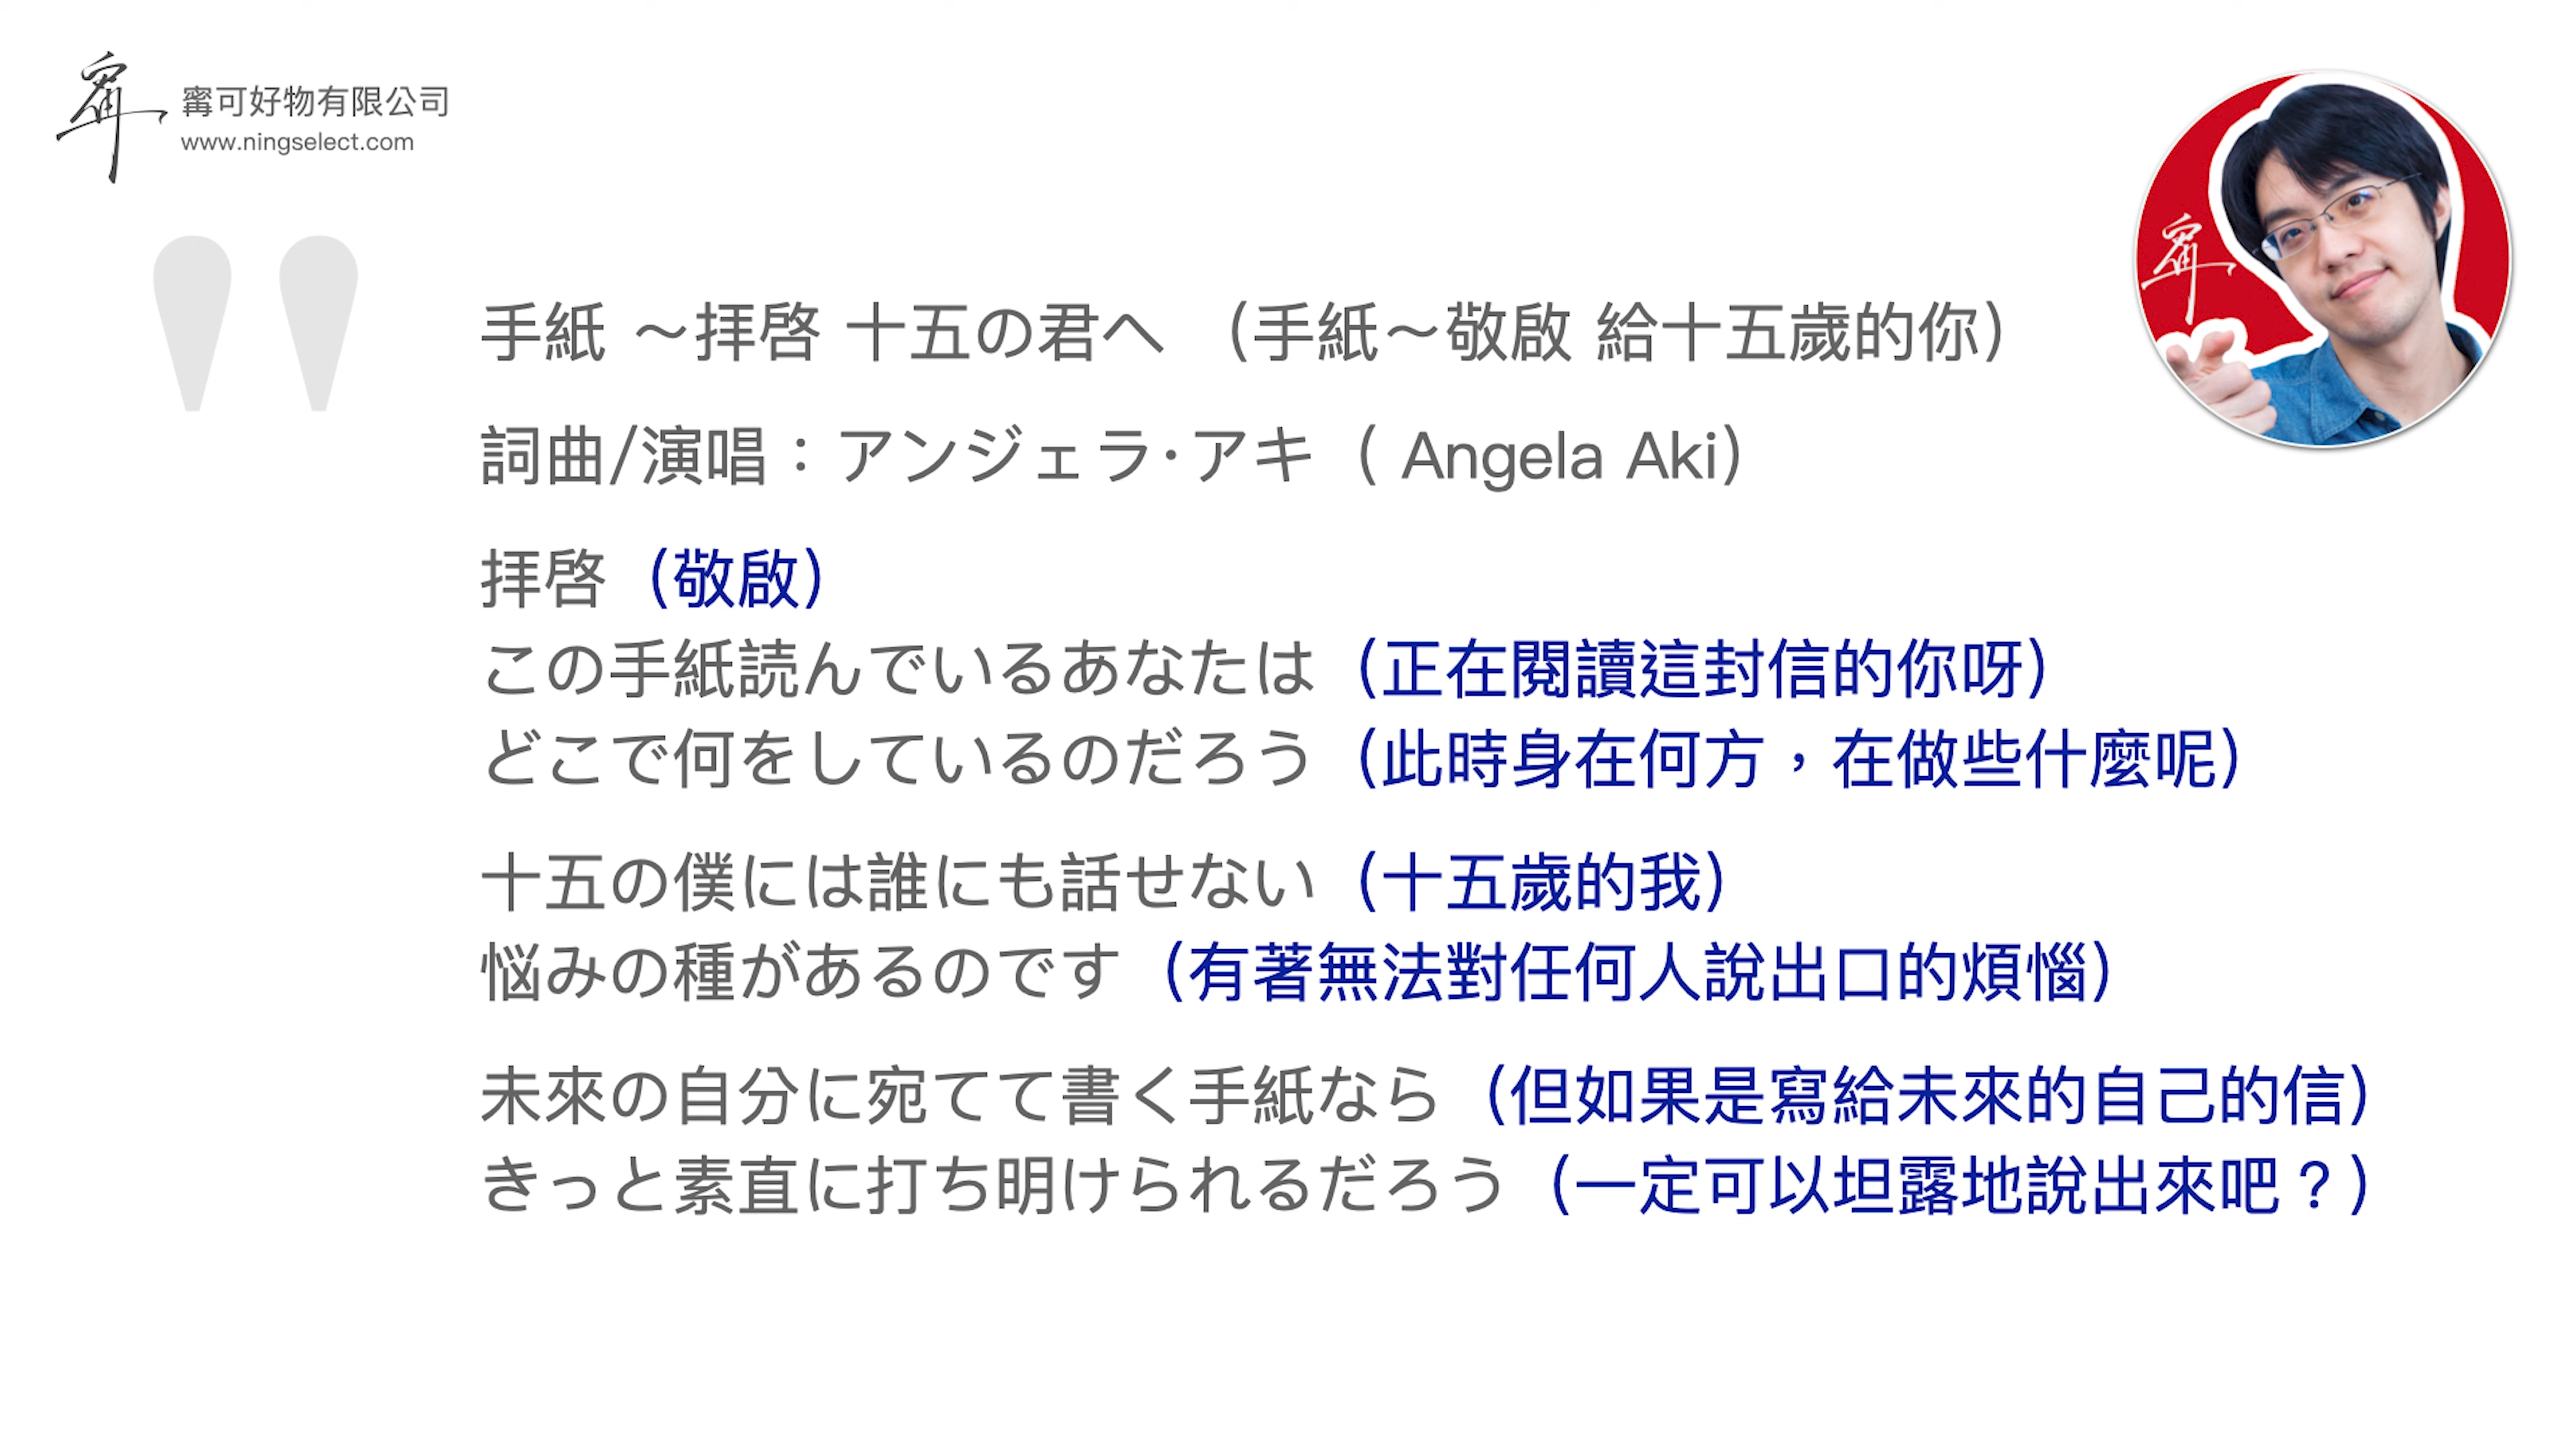 甯可好物有限公司
www.ningselect.com
手紙 ～拝啓 十五の君へ （手紙～敬啟 給十五歲的你）
詞曲/演唱：アンジェラ·アキ（ Angela Aki）
拝啓（敬啟）
この手紙読んでいるあなたは（正在閱讀這封信的你呀）
どこで何をしているのだろう（此時身在何方，在做些什麼呢）
十五の僕には誰にも話せない（十五歲的我）
悩みの種があるのです（有著無法對任何人說出口的煩惱）
未來の自分に宛てて書く手紙なら（但如果是寫給未來的自己的信）
きっと素直に打ち明けられるだろう（一定可以坦露地說出來吧？）